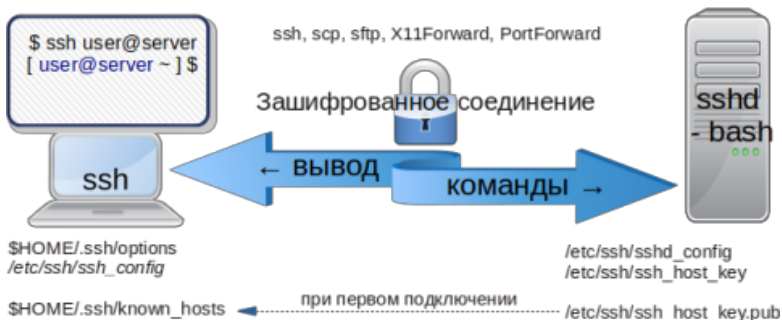 $ ssh user@server
[ user@server ~ ] $
ssh, scp, sftp, X11Forward, PortForward
Зашифрованное соединение
sshd
- bash
← вывод
команды →
ssh
$HOME/.ssh/options
/etc/ssh/ssh_config
/etc/ssh/sshd_config
/etc/ssh/ssh_host_key
$HOME/.ssh/known_hosts
при первом подключении
/etc/ssh/ssh_host_key.pub